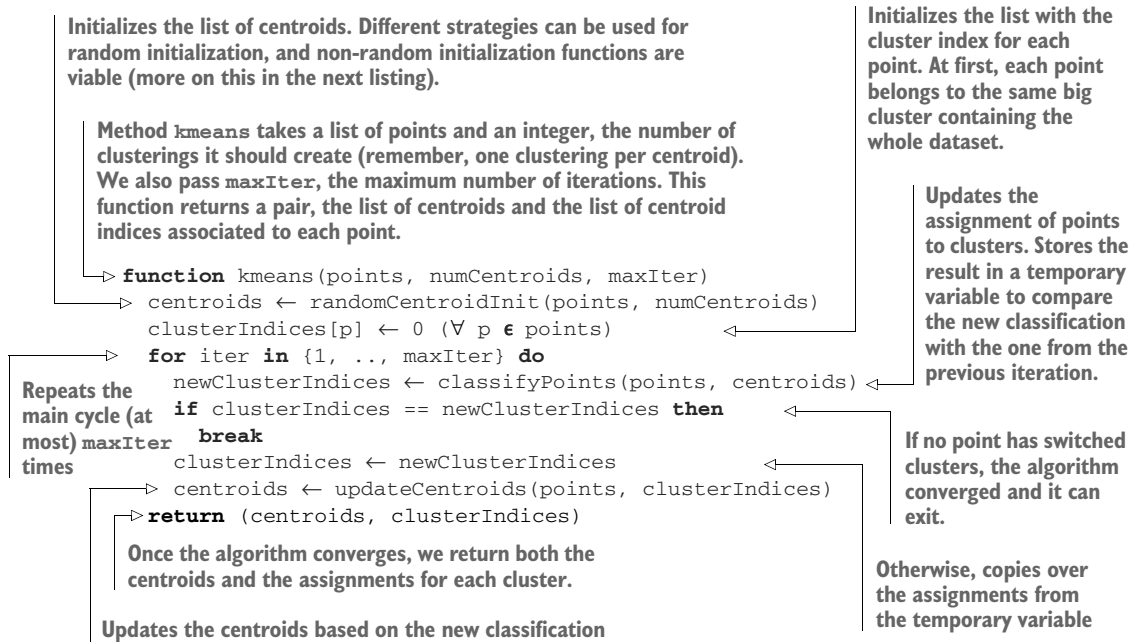 Initializes the list of centroids. Different strategies can be used for
random initialization, and non-random initialization functions are
viable (more on this in the next listing).
Initializes the list with the
cluster index for each
point. At first, each point
belongs to the same big
cluster containing the
whole dataset.
Method kmeans takes a list of points and an integer, the number of
clusterings it should create (remember, one clustering per centroid).
We also pass maxIter, the maximum number of iterations. This
function returns a pair, the list of centroids and the list of centroid
indices associated to each point.
Updates the
assignment of points
to clusters. Stores the
result in a temporary
variable to compare
the new classification
with the one from the
previous iteration.
function kmeans(points, numCentroids, maxIter)
centroids ← randomCentroidInit(points, numCentroids)
clusterIndices[p] ← 0 (∀ p ϵ points)
for iter in {1, .., maxIter} do
newClusterIndices ← classifyPoints(points, centroids)
if clusterIndices == newClusterIndices then
break
clusterIndices ← newClusterIndices
centroids ← updateCentroids(points, clusterIndices)
return (centroids, clusterIndices)
Repeats the
main cycle (at
most) maxIter
times
If no point has switched
clusters, the algorithm
converged and it can
exit.
Once the algorithm converges, we return both the
centroids and the assignments for each cluster.
Otherwise, copies over
the assignments from
the temporary variable
Updates the centroids based on the new classification